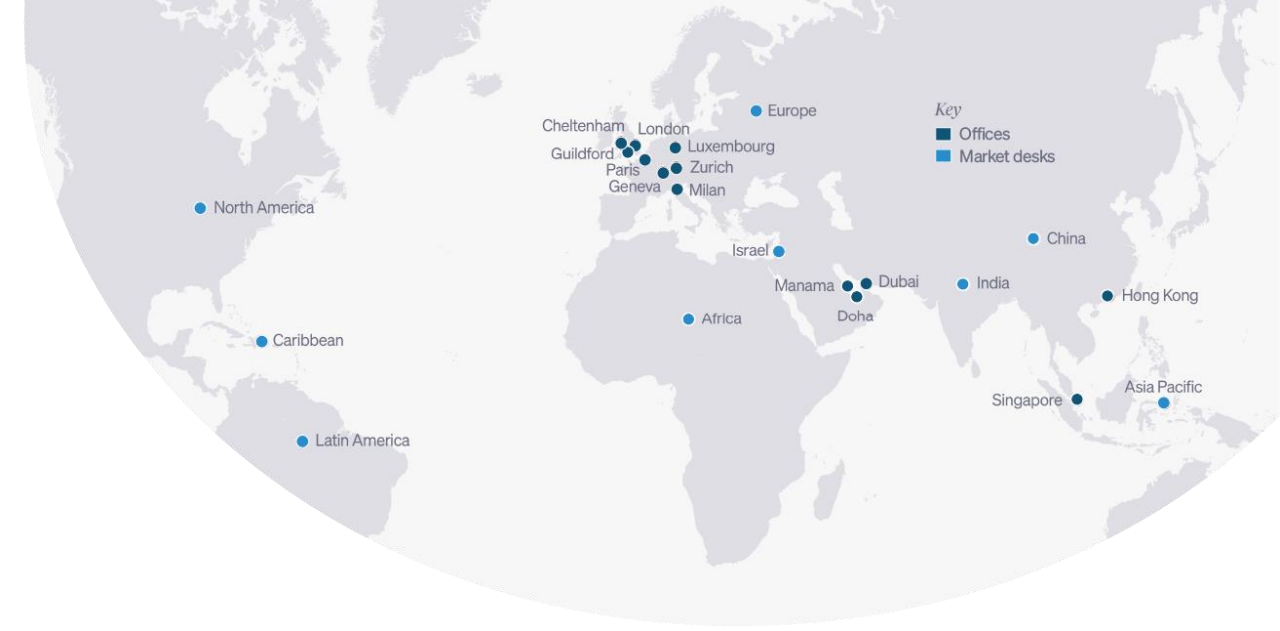 Europe
Key
Offices
Market desks
Cheltenham
London
Guildford
Luxembourg
Paris
Zurich
Geneva
Milan
North America
China
Israel
Manama
Dubai
India
Hong Kong
Doha
Africa
Caribbean
Asia Pacific
Singapore
Latin America